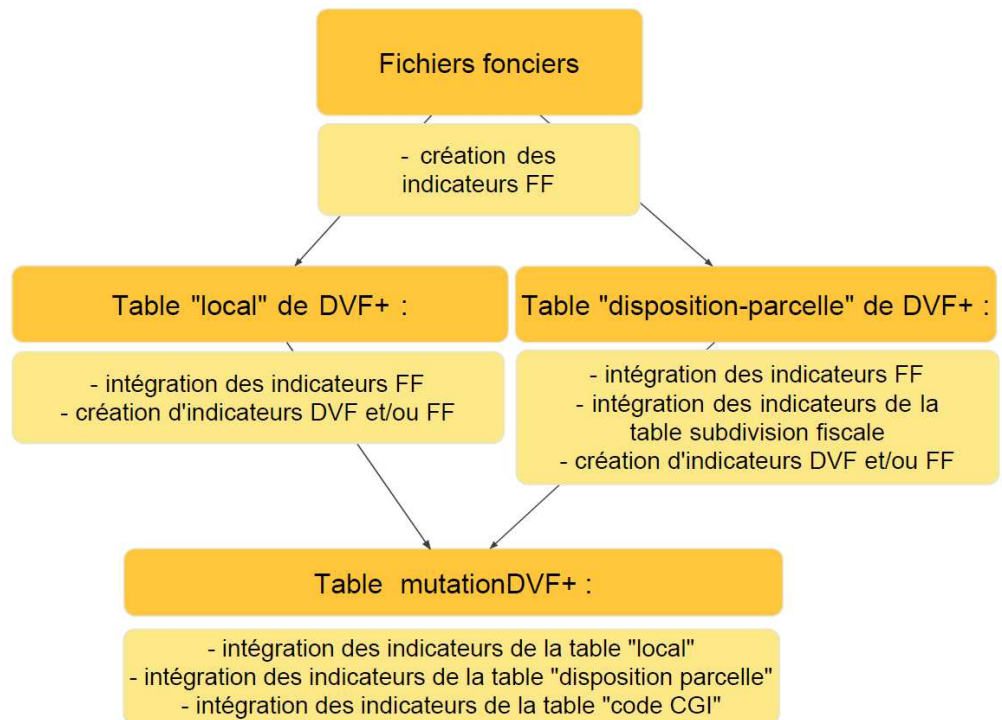 Fichiers fonciers
- création des
indicateurs FF
Table "local" de DVF+ :
- intégration des indicateurs FF
- création d'indicateurs DVF et/ou FF
Table "disposition-parcelle" de DVF+ :
- intégration des indicateurs FF
- intégration des indicateurs de la
table subdivision fiscale
- création d'indicateurs DVF et/ou FF
Table mutationDVF+ :
- intégration des indicateurs de la table "local"
- intégration des indicateurs de la table "disposition parcelle"
- intégration des indicateurs de la table "code CGI"